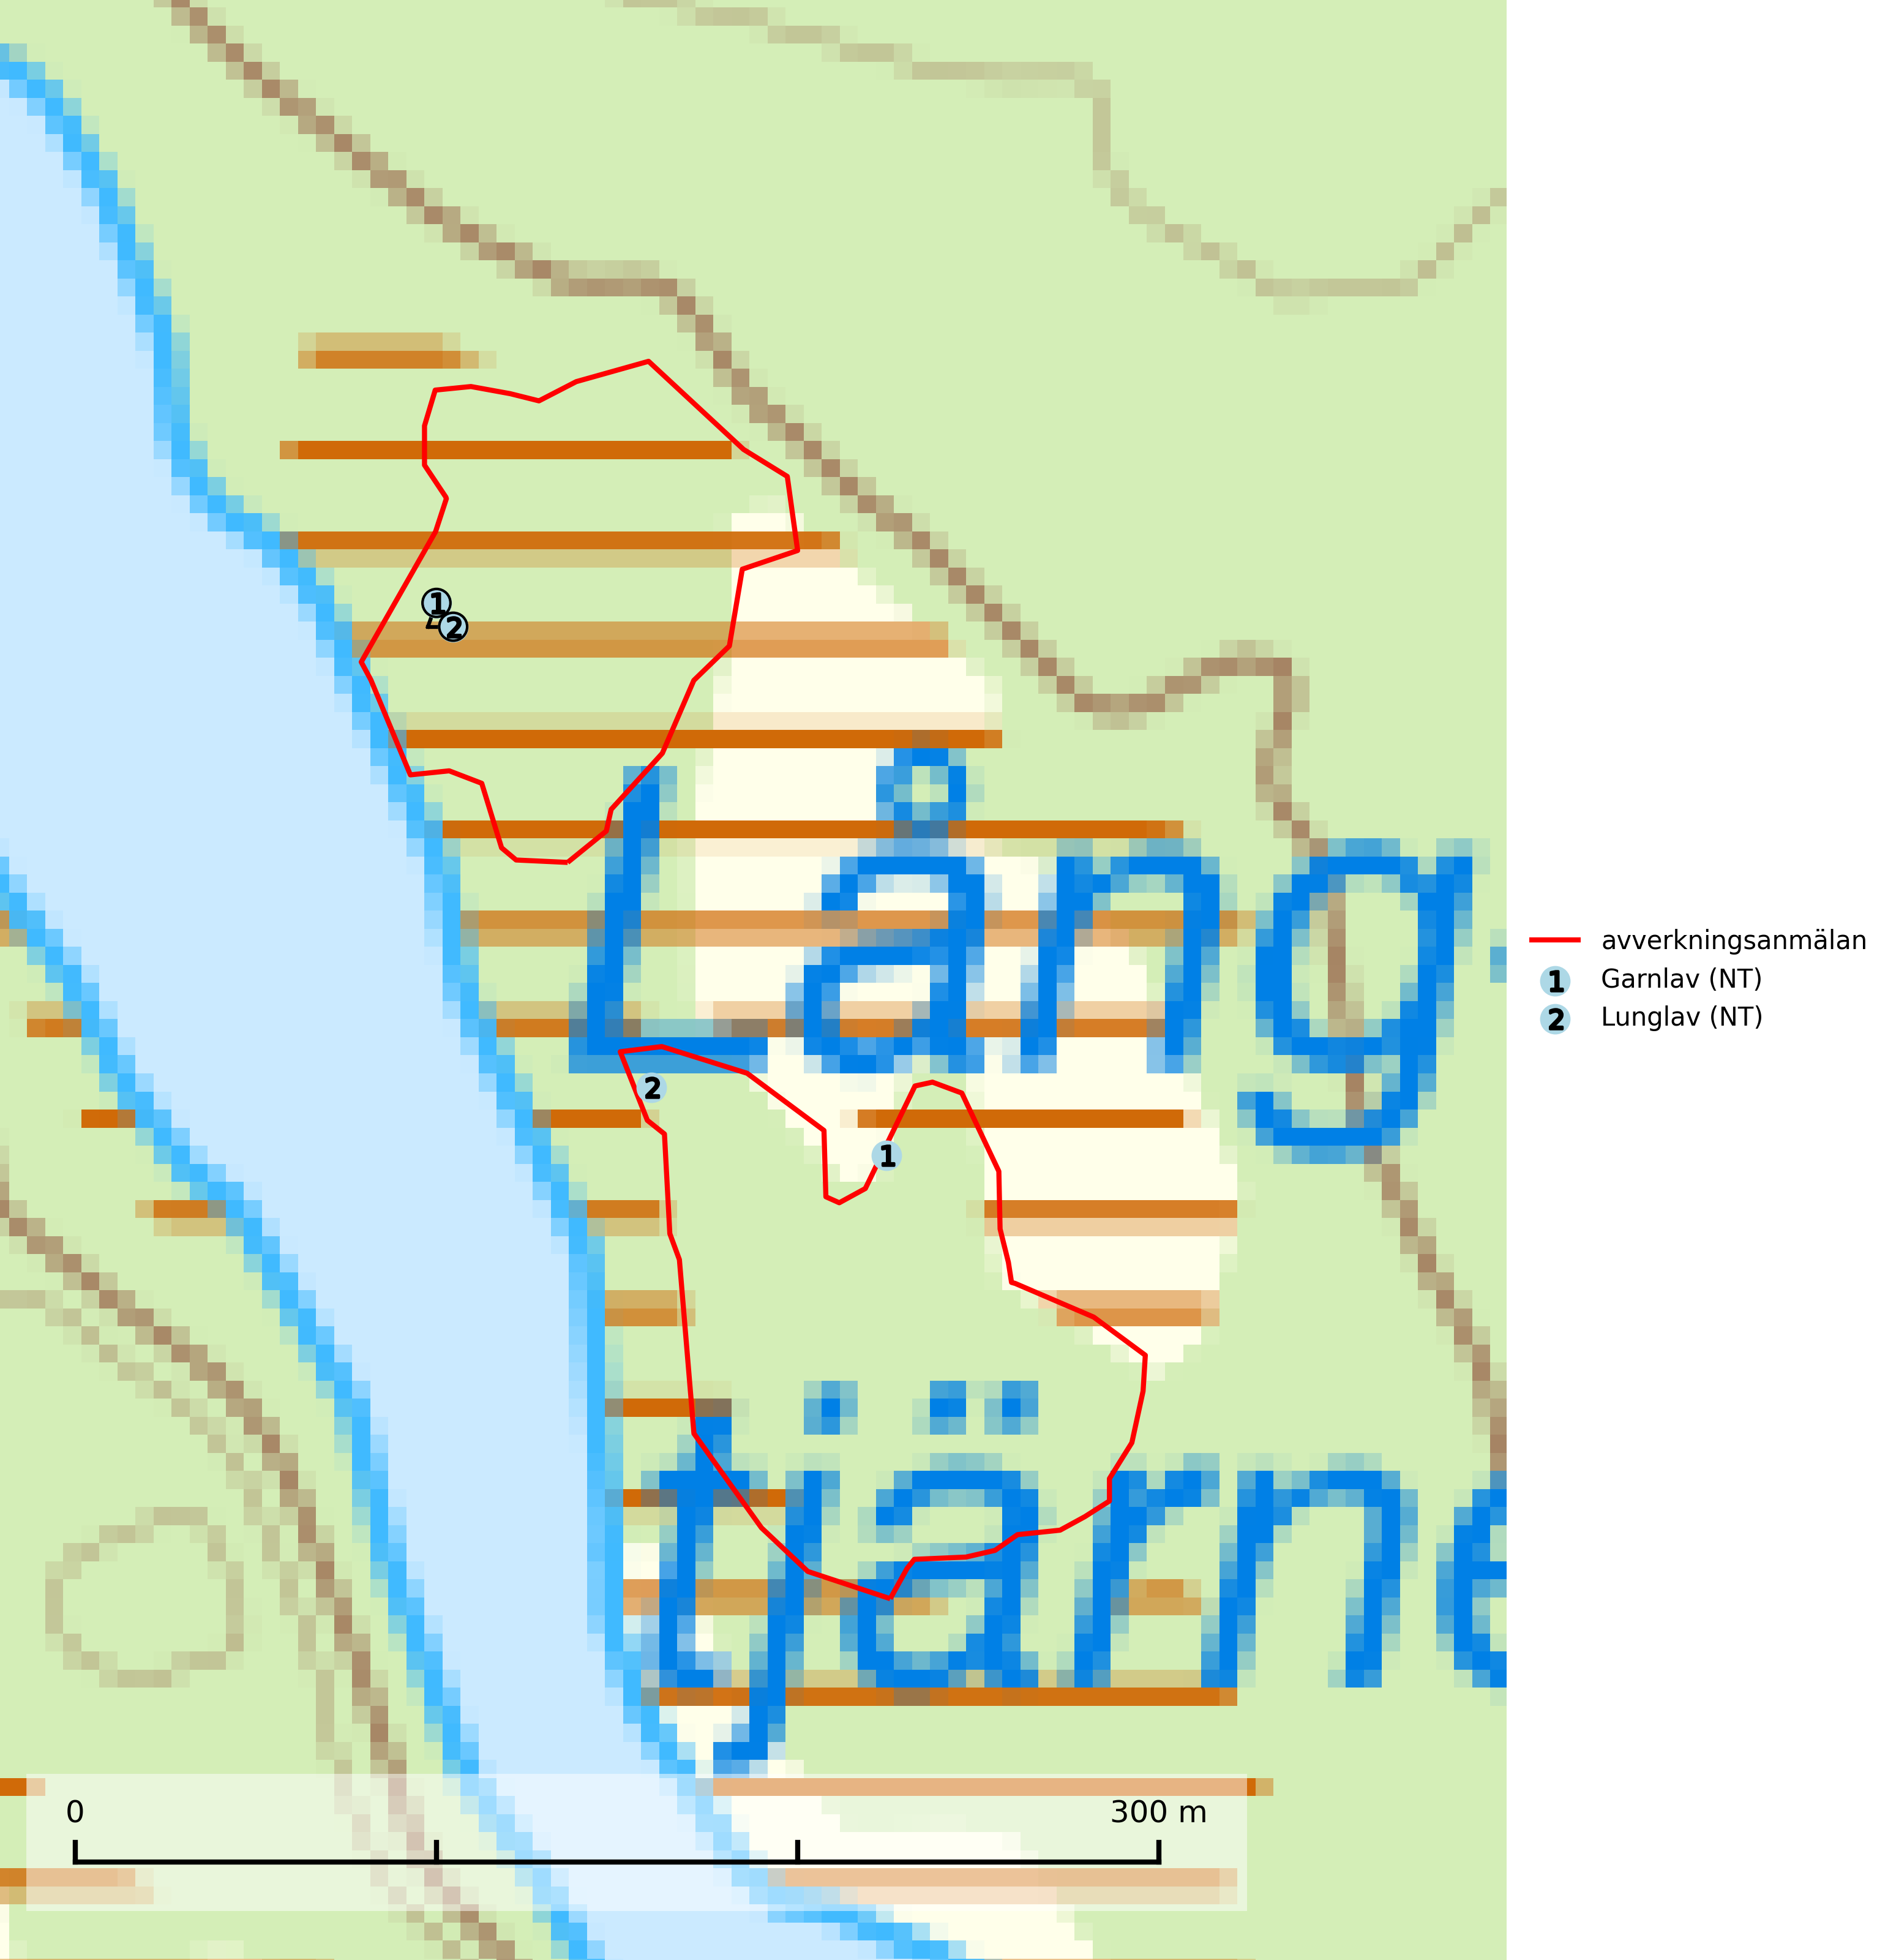 1
2
Lång
2
1
tjärne
0
300 m
avverkningsanmälan
1 Garnlav (NT)
2 Lunglav (NT)